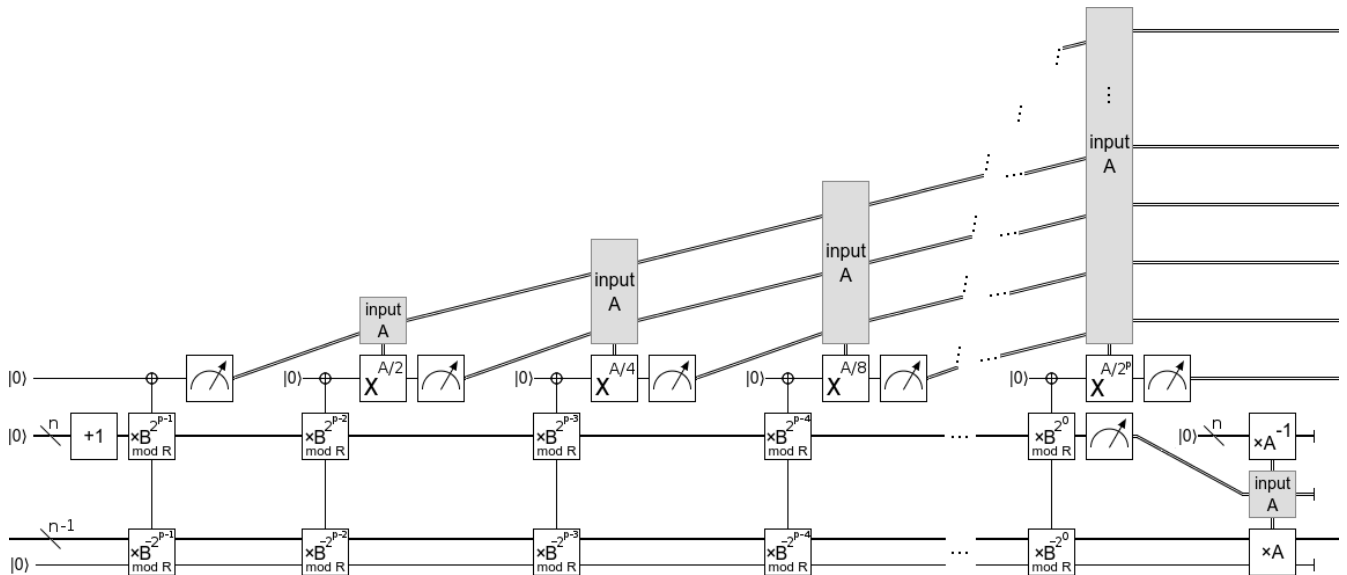 ⋮
input
A
input
A
input
A
input
A
A/2 A/4 A/8 A/2ᵖ
|0⟩ |0⟩ X |0⟩ X |0⟩ X |0⟩ X
|0⟩ n +1 ×B^2^p-1 mod R ×B^2^p-2 mod R ×B^2^p-3 mod R ×B^2^p-4 mod R ... ×B^2^0 mod R |0⟩ n ×A^-1
input
A
n-1
×B^-2^p-1 mod R ×B^-2^p-2 mod R ×B^-2^p-3 mod R ×B^-2^p-4 mod R ... ×B^-2^0 mod R ×A
|0⟩